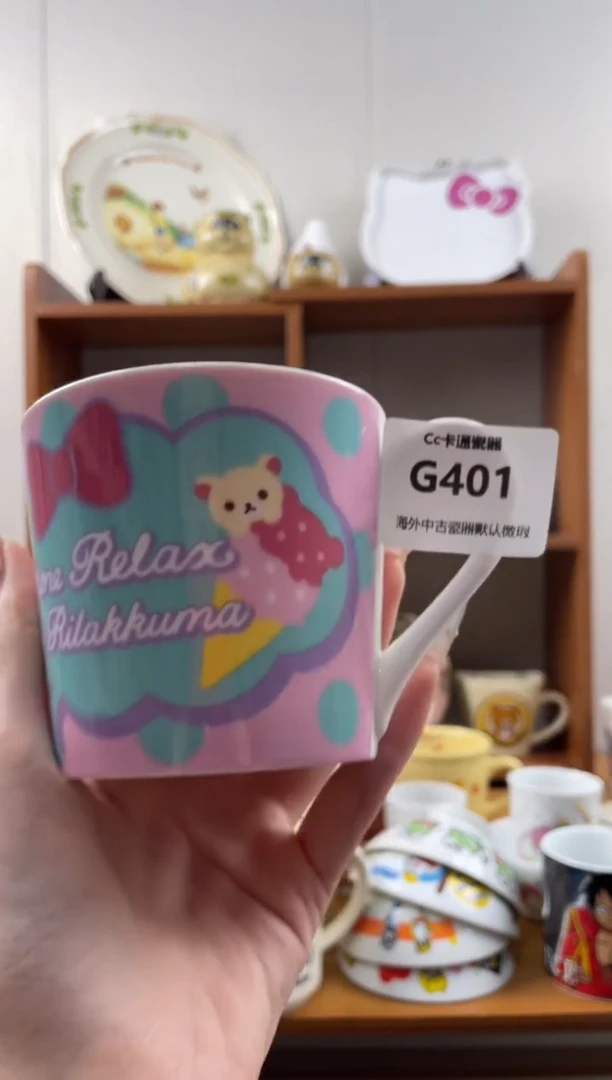 Cc卡通瓷器
G401
海外中古瓷器默认微瑕
Relax
Rilakkuma